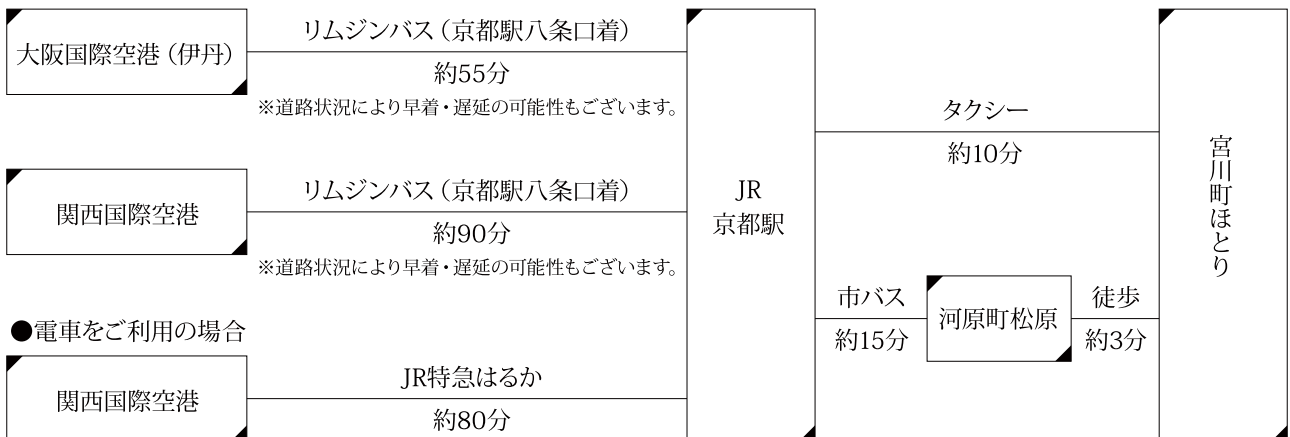 大阪国際空港（伊丹）
リムジンバス（京都駅八条口着）
約55分
※道路状況により早着・遅延の可能性もございます。
関西国際空港
リムジンバス（京都駅八条口着）
約90分
※道路状況により早着・遅延の可能性もございます。
●電車をご利用の場合
関西国際空港
JR特急はるか
約80分
JR
京都駅
タクシー
約10分
市バス
約15分
河原町松原
徒歩
約3分
宮川町ほとり